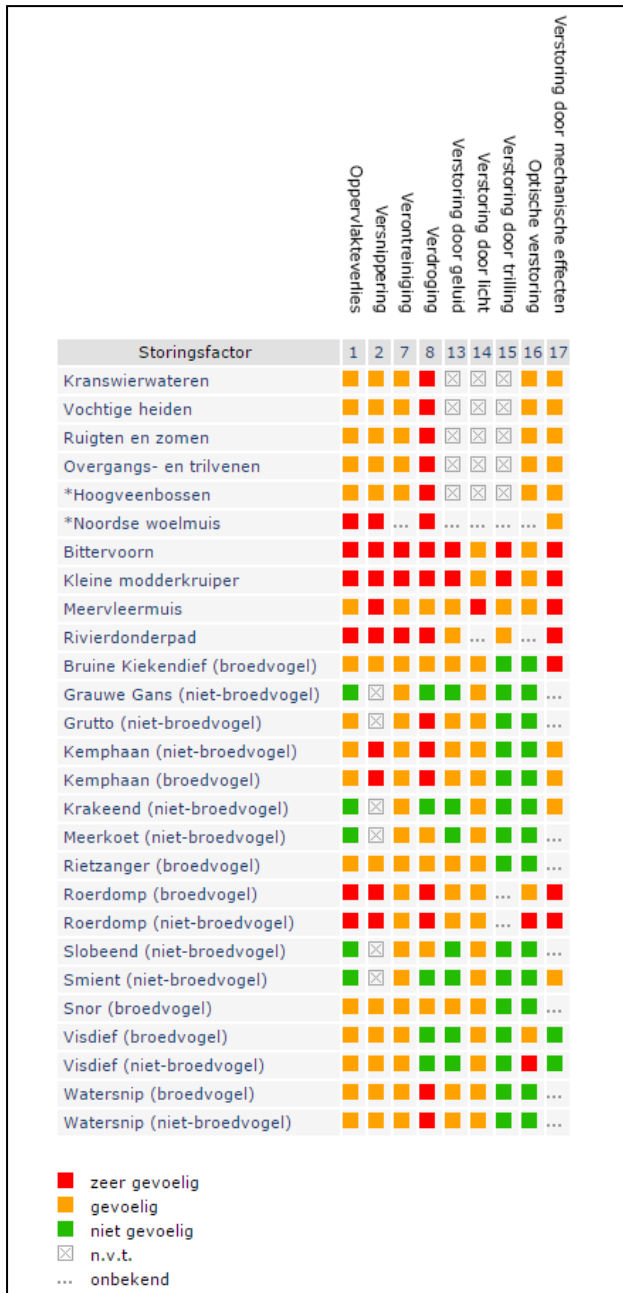 Oppervlakteverlies
Versnippering
Verontreiniging
Verdroging
Verstoring door geluid
Verstoring door licht
Verstoring door trilling
Optische verstoring
Verstoring door mechanische effecten
Storingsfactor 1 2 7 8 13 14 15 16 17
Kranswierwateren
Vochtige heiden
Ruigten en zomen
Overgangs- en trilvenen
*Hoogveenbossen
*Noordse woelmuis ... ... ... ... ...
Bittervoorn
Kleine modderkruiper
Meervleermuis
Rivierdonderpad ... ...
Bruine Kiekendief (broedvogel)
Grauwe Gans (niet-broedvogel) ...
Grutto (niet-broedvogel) ...
Kemphaan (niet-broedvogel)
Kemphaan (broedvogel)
Krakeend (niet-broedvogel)
Meerkoet (niet-broedvogel) ...
Rietzanger (broedvogel) ...
Roerdomp (broedvogel) ...
Roerdomp (niet-broedvogel) ...
Slobeend (niet-broedvogel) ...
Smient (niet-broedvogel)
Snor (broedvogel) ...
Visdief (broedvogel)
Visdief (niet-broedvogel)
Watersnip (broedvogel) ...
Watersnip (niet-broedvogel) ...
zeer gevoelig
gevoelig
niet gevoelig
n.v.t.
... onbekend